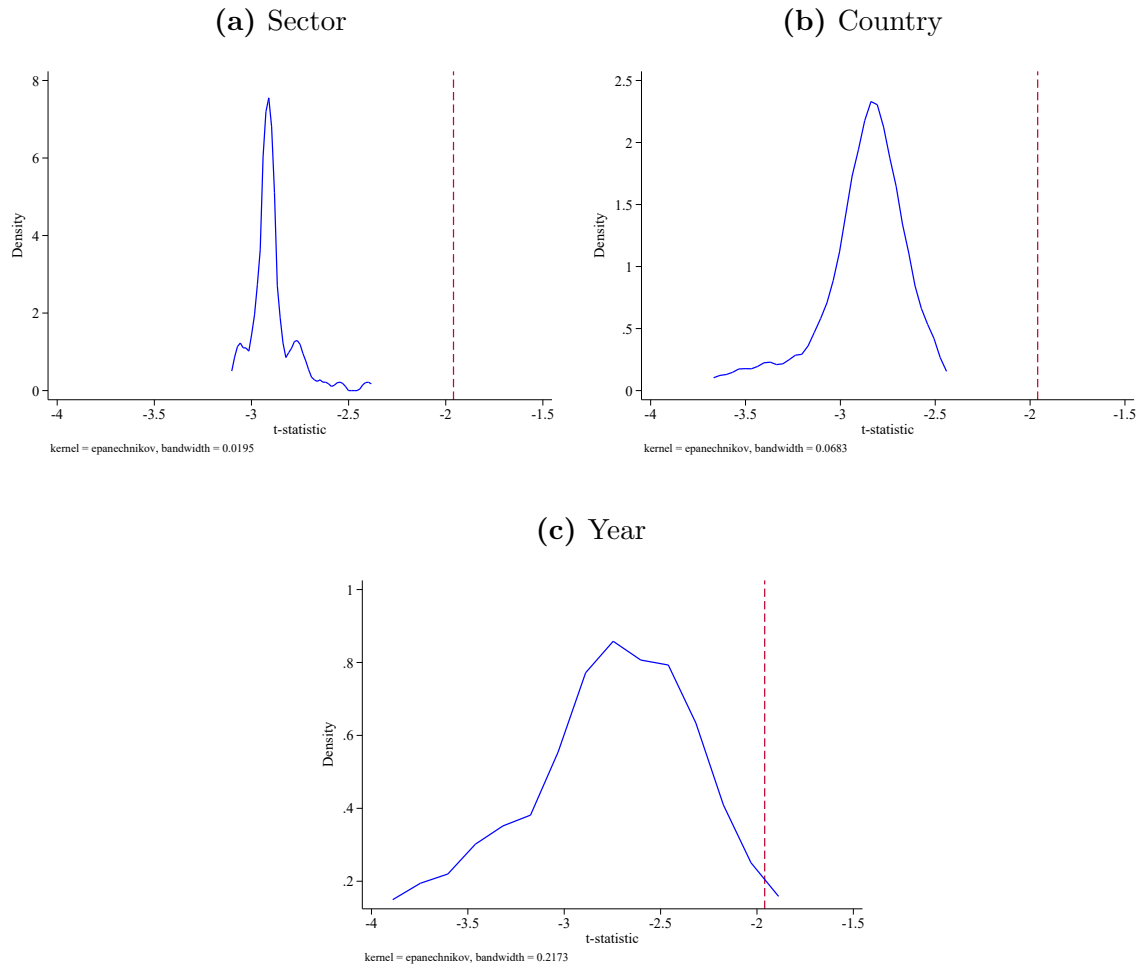 (a) Sector
8
6
4
2
0
Density
-4 -3.5 -3 -2.5 -2 -1.5
t-statistic
kernel = epanechnikov, bandwidth = 0.0195
(b) Country
2.5
2
1.5
1
.5
0
Density
-4 -3.5 -3 -2.5 -2 -1.5
t-statistic
kernel = epanechnikov, bandwidth = 0.0683
(c) Year
1
.8
.6
.4
.2
Density
-4 -3.5 -3 -2.5 -2 -1.5
t-statistic
kernel = epanechnikov, bandwidth = 0.2173